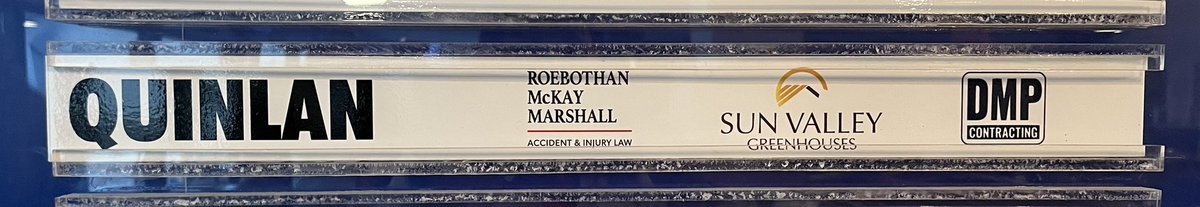 QUINLAN
ROEBOTHAN
McKAY
MARSHALL
ACCIDENT & INJURY LAW
SUN VALLEY
GREENHOUSES
DMP
CONTRACTING